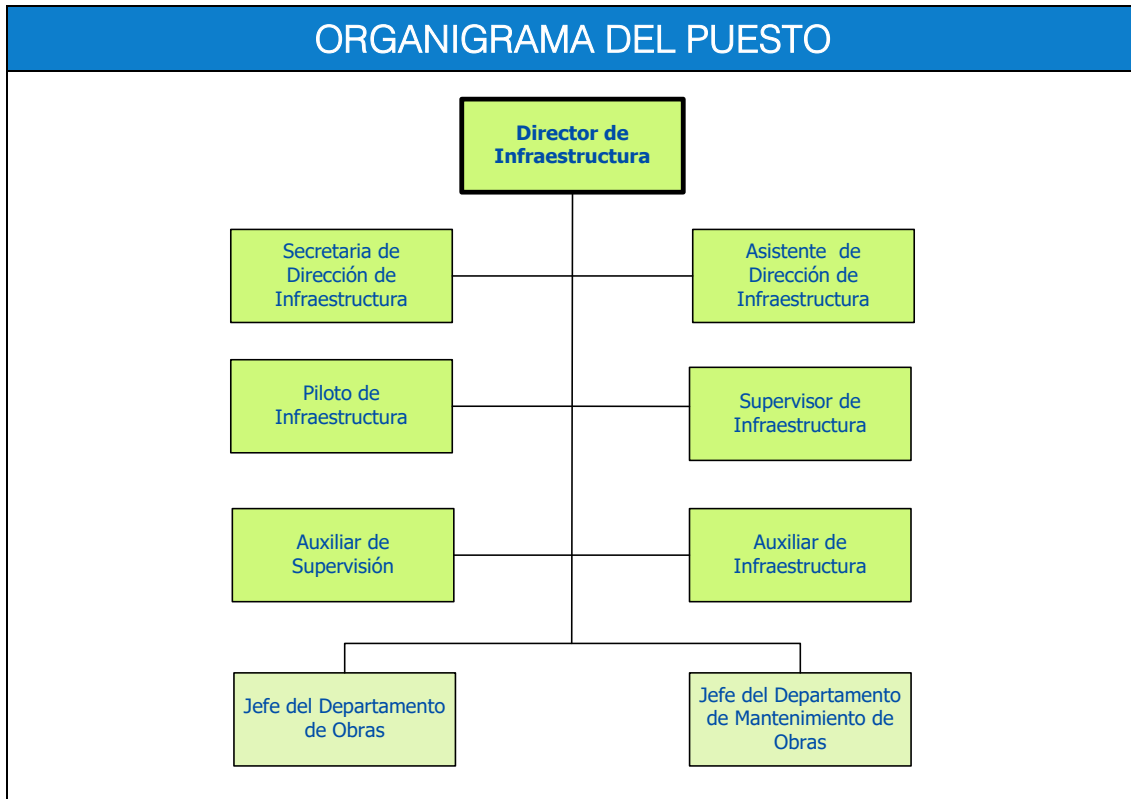 ORGANIGRAMA DEL PUESTO
Director de
Infraestructura
Secretaria de
Dirección de
Infraestructura
Asistente de
Dirección de
Infraestructura
Piloto de
Infraestructura
Supervisor de
Infraestructura
Auxiliar de
Supervisión
Auxiliar de
Infraestructura
Jefe del Departamento
de Obras
Jefe del Departamento
de Mantenimiento de
Obras